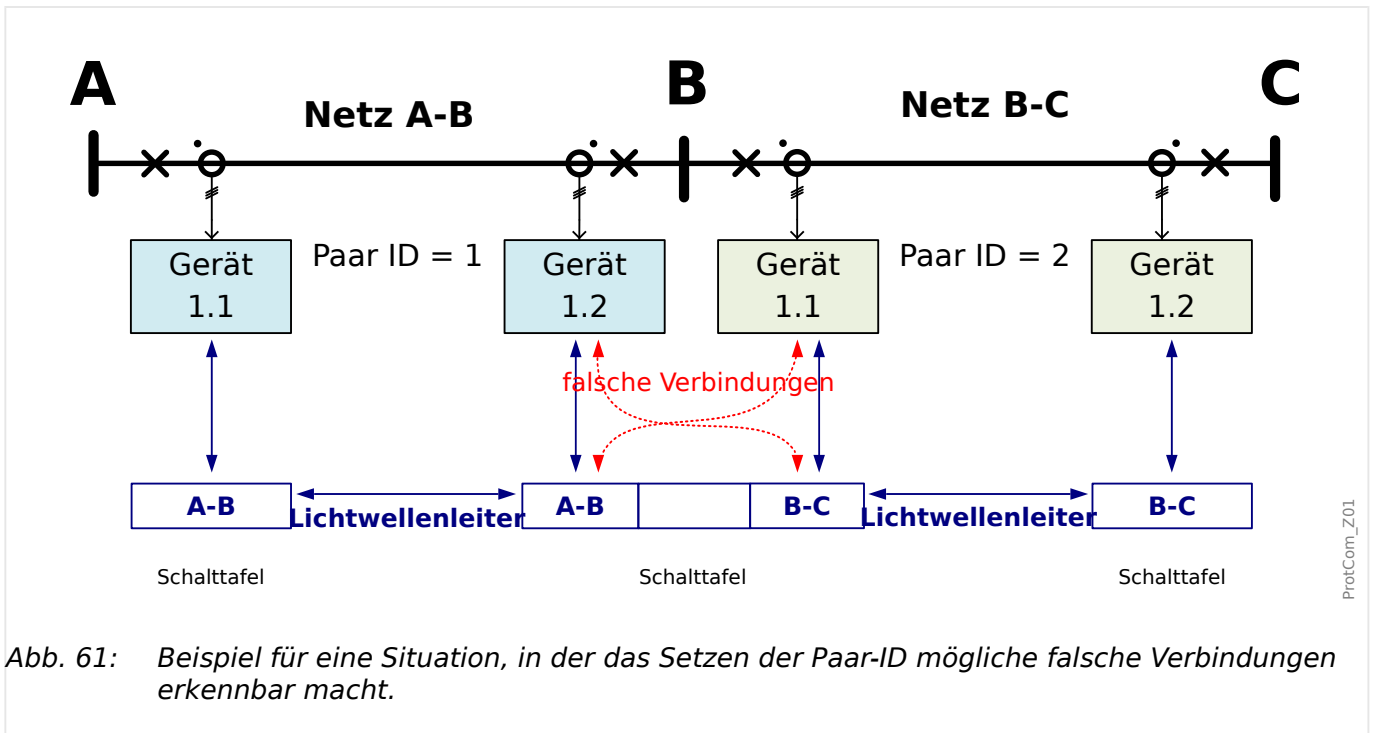 A
B
C
Netz A-B
Netz B-C
Gerät
1.1
Paar ID = 1
Gerät
1.2
Gerät
1.1
Paar ID = 2
Gerät
1.2
falsche Verbindungen
A-B
Lichtwellenleiter
A-B
B-C
Lichtwellenleiter
B-C
Schalttafel
Schalttafel
Schalttafel
ProtCom_Z01
Abb. 61: Beispiel für eine Situation, in der das Setzen der Paar-ID mögliche falsche Verbindungen
erkennbar macht.